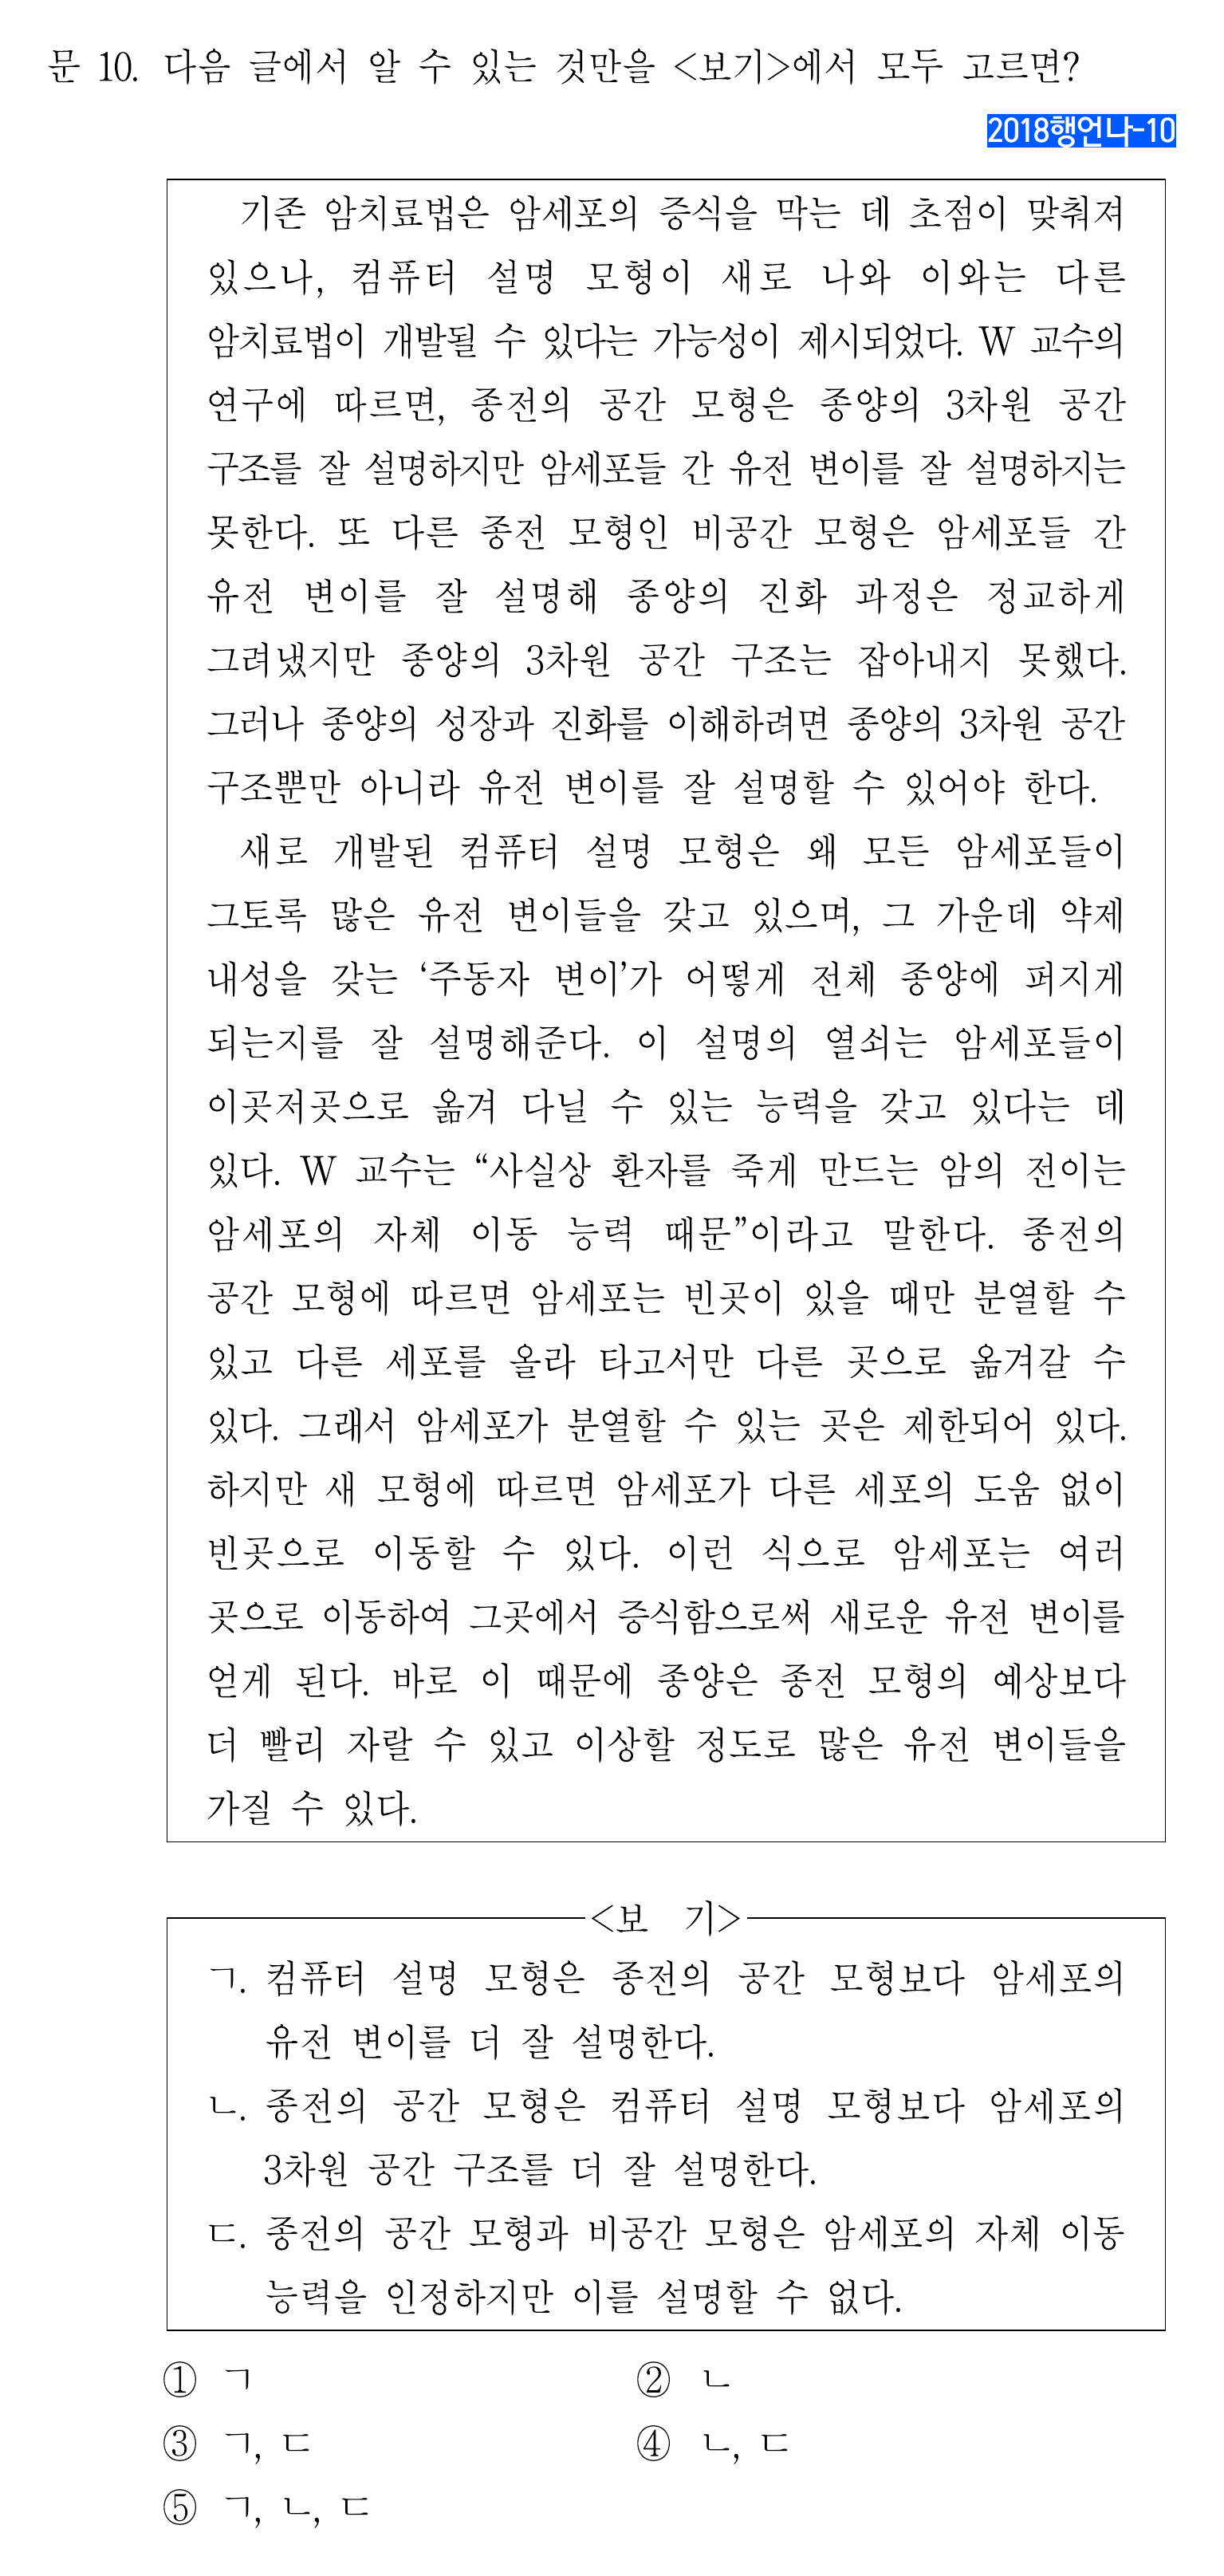 문 10. 다음 글에서 알 수 있는 것만을 <보기>에서 모두 고르면?
2018행언나-10
기존 암치료법은 암세포의 증식을 막는 데 초점이 맞춰져
있으나, 컴퓨터 설명 모형이 새로 나와 이와는 다른
암치료법이 개발될 수 있다는 가능성이 제시되었다. W 교수의
연구에 따르면, 종전의 공간 모형은 종양의 3차원 공간
구조를 잘 설명하지만 암세포들 간 유전 변이를 잘 설명하지는
못한다. 또 다른 종전 모형인 비공간 모형은 암세포들 간
유전 변이를 잘 설명해 종양의 진화 과정은 정교하게
그려냈지만 종양의 3차원 공간 구조는 잡아내지 못했다.
그러나 종양의 성장과 진화를 이해하려면 종양의 3차원 공간
구조뿐만 아니라 유전 변이를 잘 설명할 수 있어야 한다.
새로 개발된 컴퓨터 설명 모형은 왜 모든 암세포들이
그토록 많은 유전 변이들을 갖고 있으며, 그 가운데 약제
내성을 갖는 ‘주동자 변이’가 어떻게 전체 종양에 퍼지게
되는지를 잘 설명해준다. 이 설명의 열쇠는 암세포들이
이곳저곳으로 옮겨 다닐 수 있는 능력을 갖고 있다는 데
있다. W 교수는 “사실상 환자를 죽게 만드는 암의 전이는
암세포의 자체 이동 능력 때문”이라고 말한다. 종전의
공간 모형에 따르면 암세포는 빈곳이 있을 때만 분열할 수
있고 다른 세포를 올라 타고서만 다른 곳으로 옮겨갈 수
있다. 그래서 암세포가 분열할 수 있는 곳은 제한되어 있다.
하지만 새 모형에 따르면 암세포가 다른 세포의 도움 없이
빈곳으로 이동할 수 있다. 이런 식으로 암세포는 여러
곳으로 이동하여 그곳에서 증식함으로써 새로운 유전 변이를
얻게 된다. 바로 이 때문에 종양은 종전 모형의 예상보다
더 빨리 자랄 수 있고 이상할 정도로 많은 유전 변이들을
가질 수 있다.
<보 기>
ㄱ. 컴퓨터 설명 모형은 종전의 공간 모형보다 암세포의
유전 변이를 더 잘 설명한다.
ㄴ. 종전의 공간 모형은 컴퓨터 설명 모형보다 암세포의
3차원 공간 구조를 더 잘 설명한다.
ㄷ. 종전의 공간 모형과 비공간 모형은 암세포의 자체 이동
능력을 인정하지만 이를 설명할 수 없다.
① ㄱ ② ㄴ
③ ㄱ, ㄷ ④ ㄴ, ㄷ
⑤ ㄱ, ㄴ, ㄷ